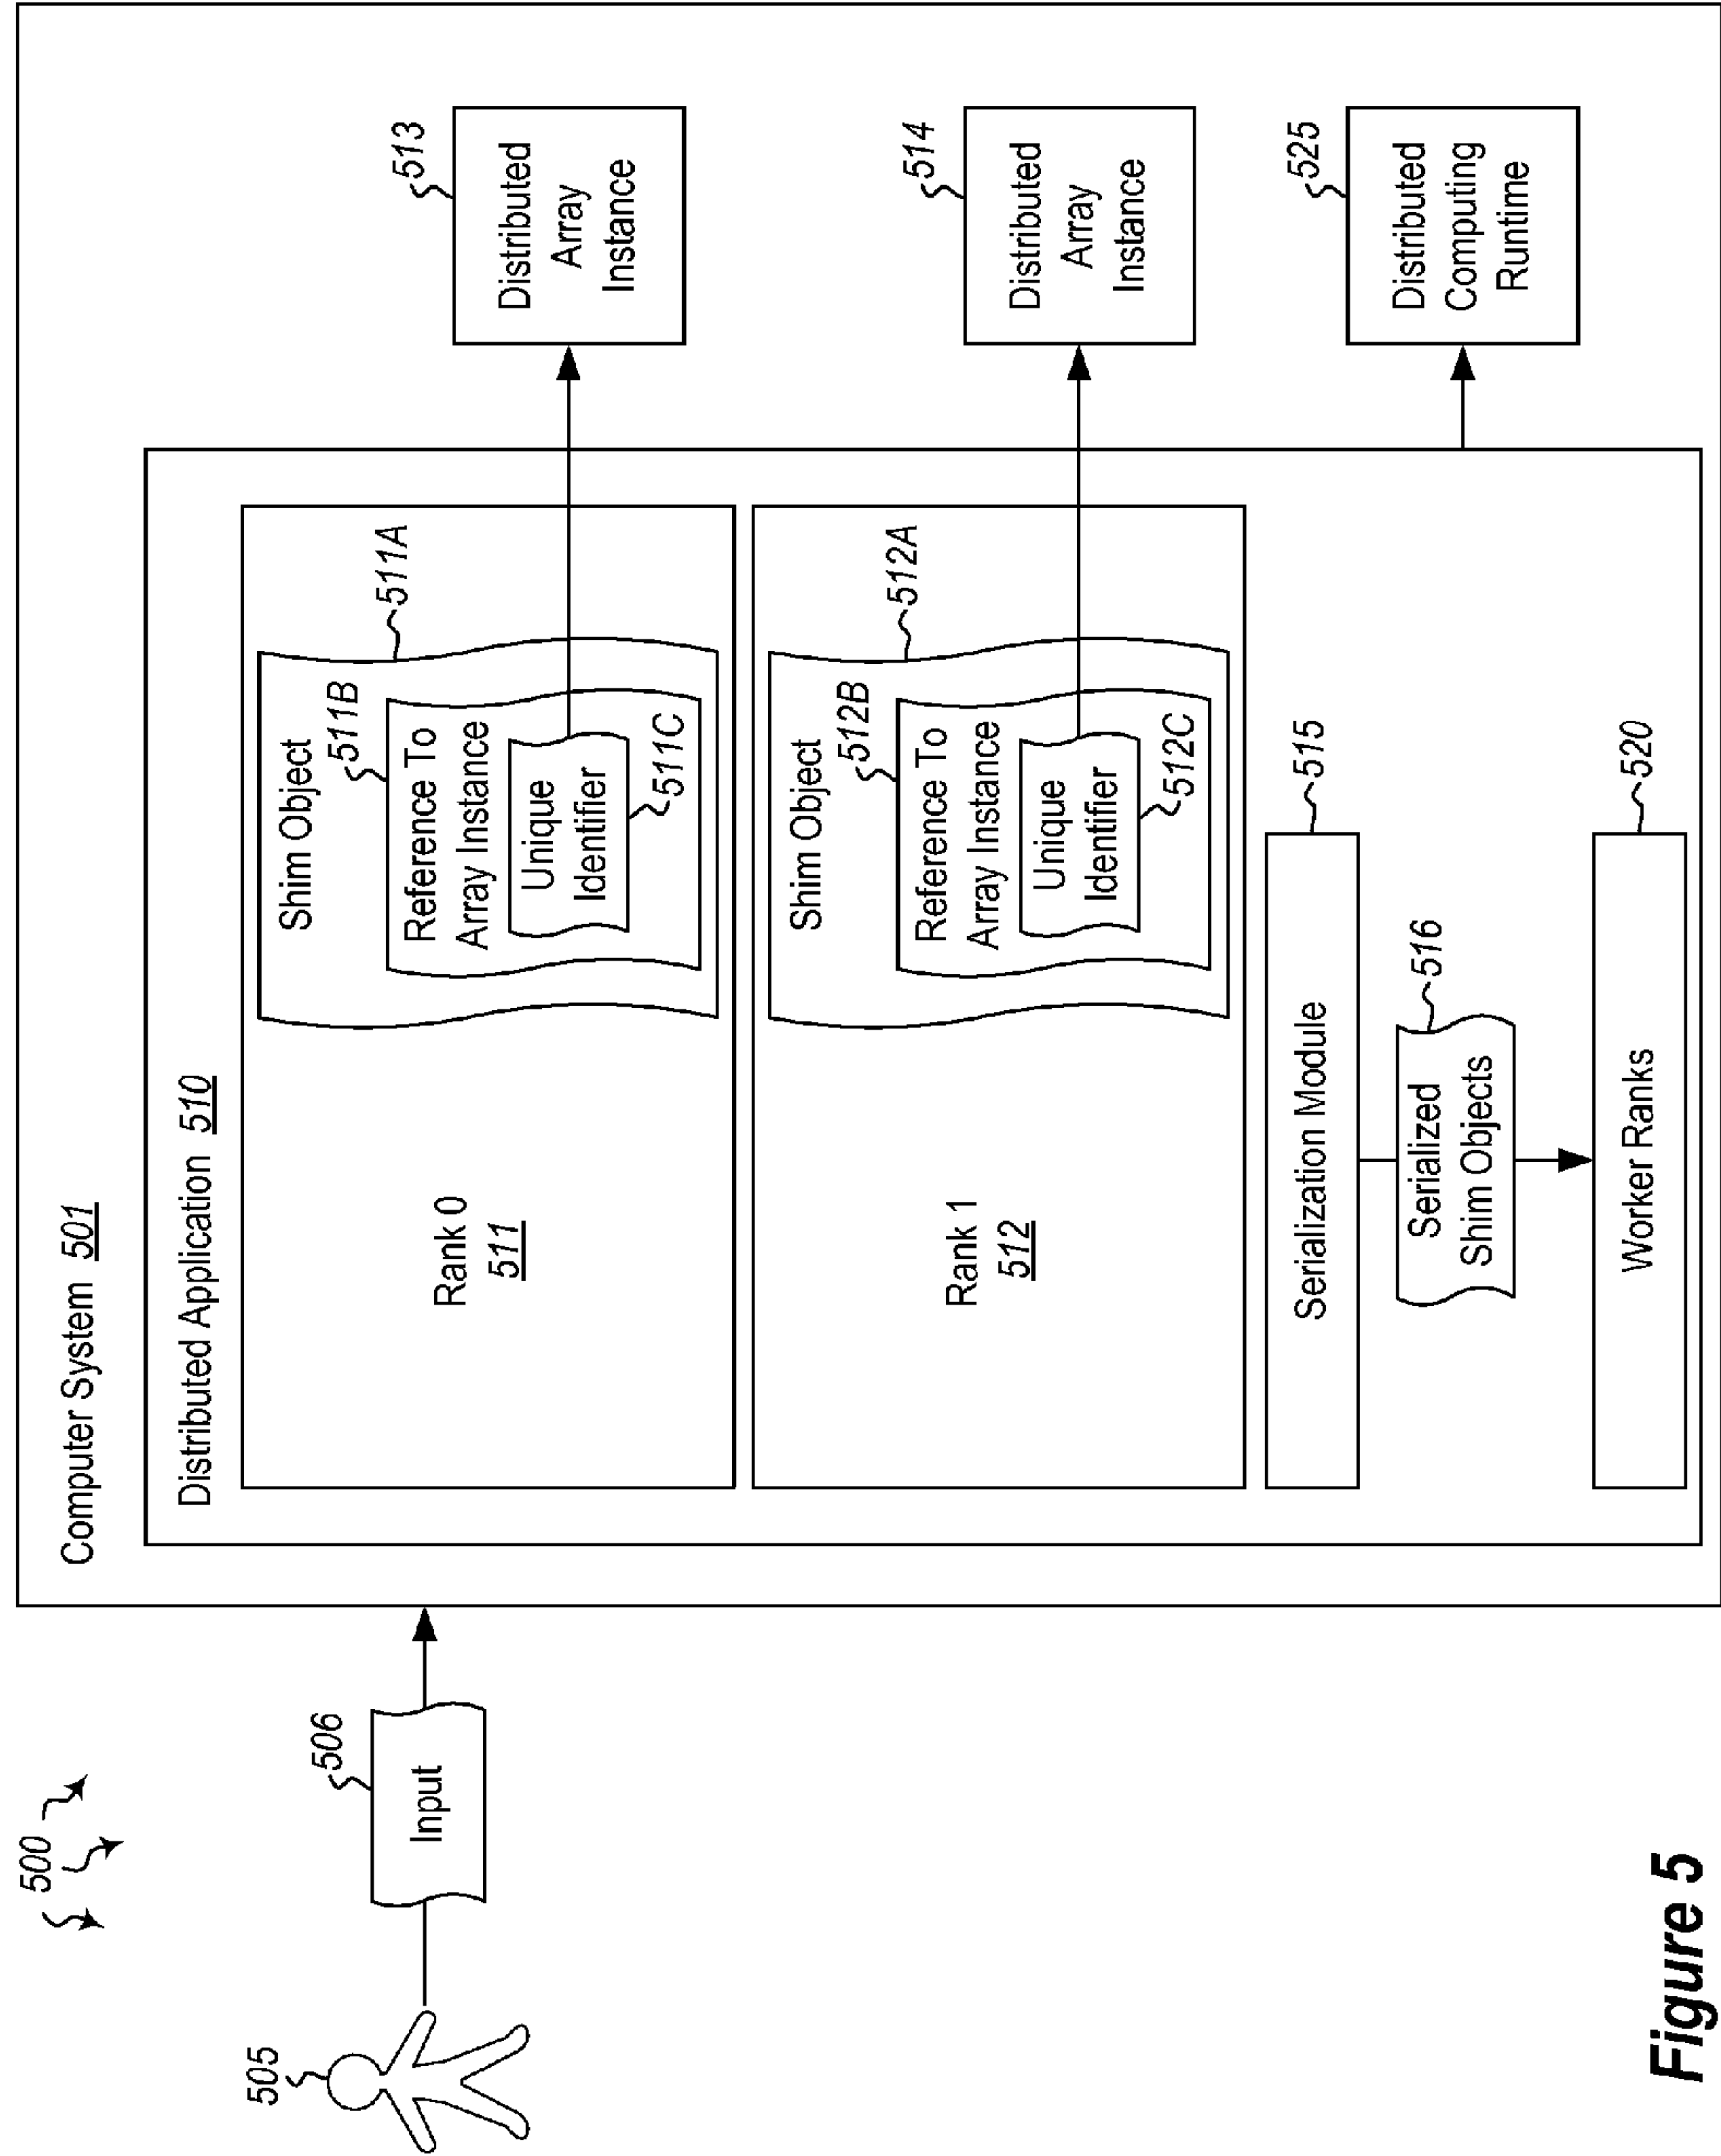 500
505
506
Input
Computer System 501
Distributed Application 510
Rank 0
511
Shim Object
511A
511B
Reference To
Array Instance
Unique
Identifier
511C
513
Distributed
Array
Instance
Rank 1
512
Shim Object
512A
512B
Reference To
Array Instance
Unique
Identifier
512C
514
Distributed
Array
Instance
Serialization Module
515
Serialized
Shim Objects
516
Worker Ranks
520
525
Distributed
Computing
Runtime
Figure 5